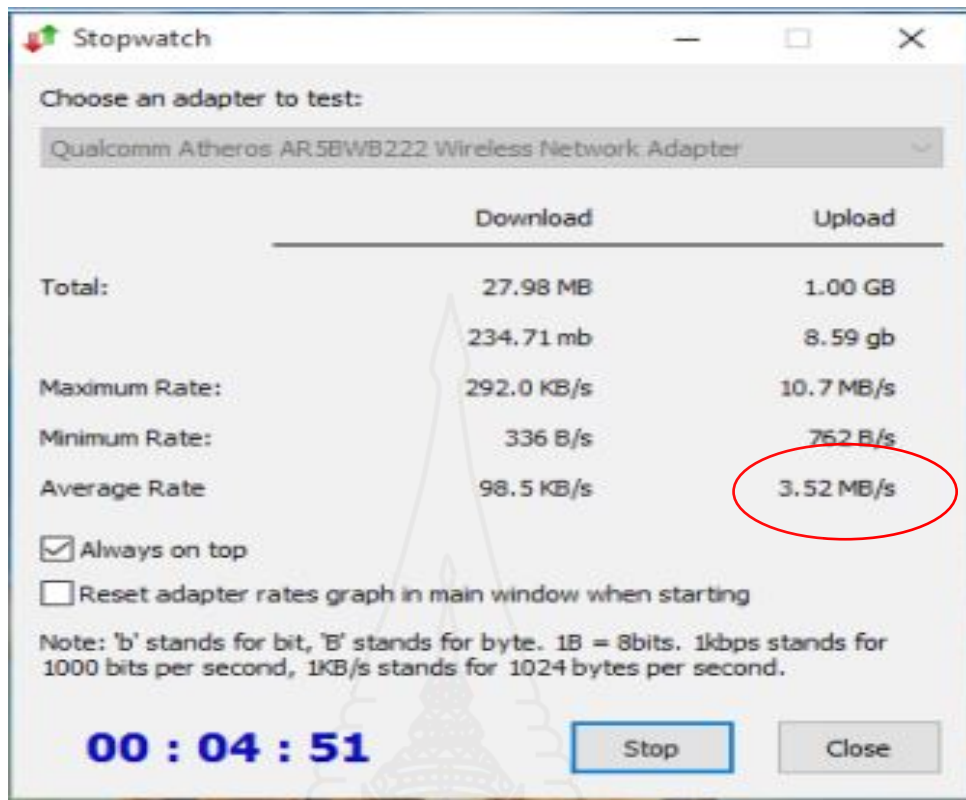 Stopwatch
Choose an adapter to test:
Qualcomm Atheros AR5BWB222 Wireless Network Adapter
Download Upload
Total: 27.98 MB 1.00 GB
234.71 mb 8.59 gb
Maximum Rate: 292.0 KB/s 10.7 MB/s
Minimum Rate: 336 B/s 762 B/s
Average Rate 98.5 KB/s 3.52 MB/s
Always on top
Reset adapter rates graph in main window when starting
Note: 'b' stands for bit, 'B' stands for byte. 1B = 8bits. 1kbps stands for
1000 bits per second, 1KB/s stands for 1024 bytes per second.
00 : 04 : 51 Stop Close